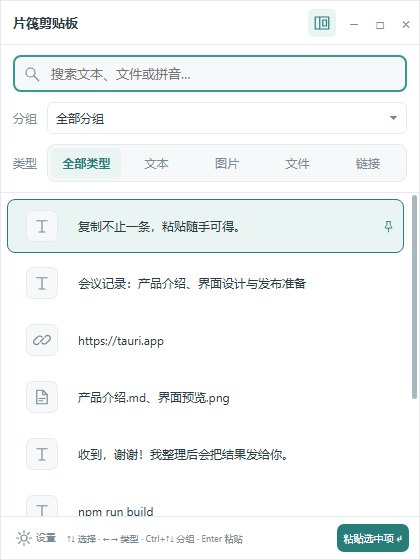 片筏剪贴板
搜索文本、文件或拼音...
分组 全部分组
类型 全部类型 文本 图片 文件 链接
复制不止一条，粘贴随手可得。
会议记录：产品介绍、界面设计与发布准备
https://tauri.app
产品介绍.md、界面预览.png
收到，谢谢！我整理后会把结果发给你。
npm run build
设置 ↑↓ 选择 · ←→ 类型 · Ctrl+↑↓ 分组 · Enter 粘贴 粘贴选中项 ↲